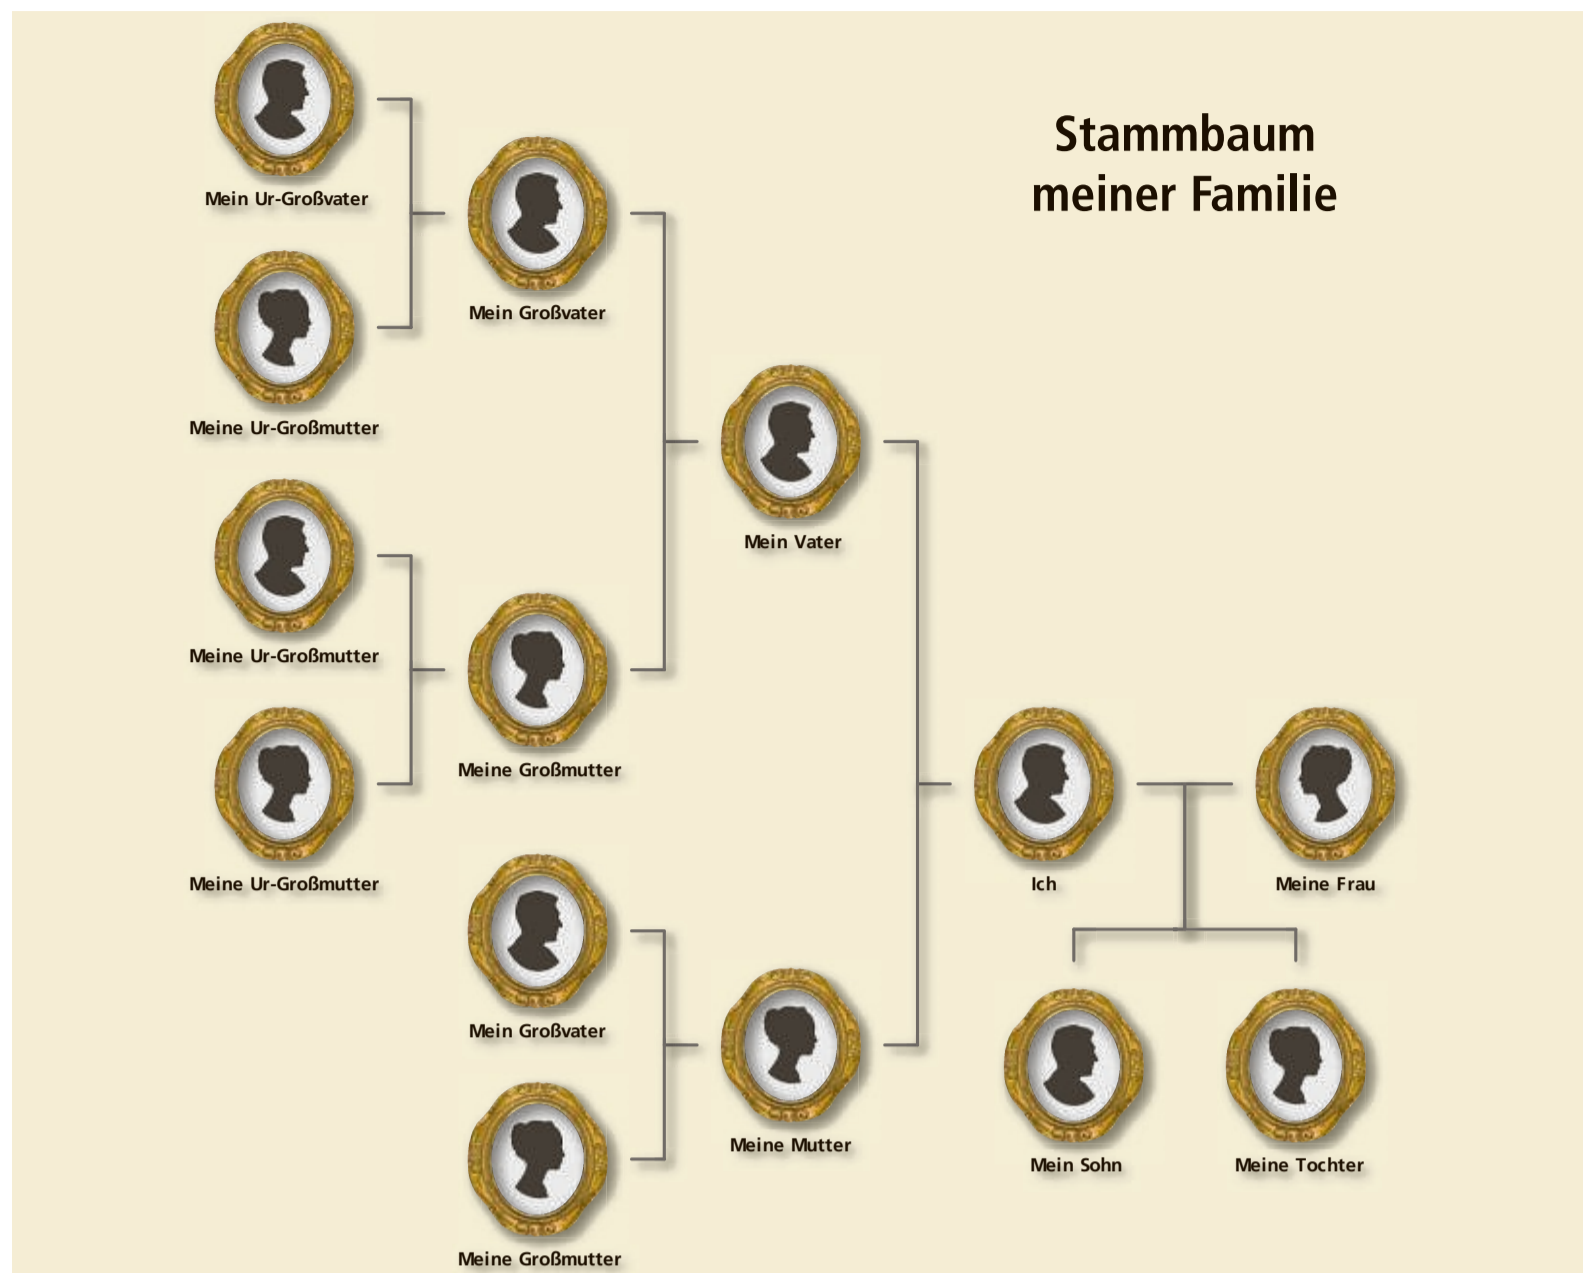 Stammbaum
meiner Familie
Mein Ur-Großvater
Mein Großvater
Meine Ur-Großmutter
Mein Vater
Meine Ur-Großmutter
Meine Großmutter
Meine Ur-Großmutter
Ich
Meine Frau
Mein Großvater
Meine Mutter
Mein Sohn
Meine Tochter
Meine Großmutter